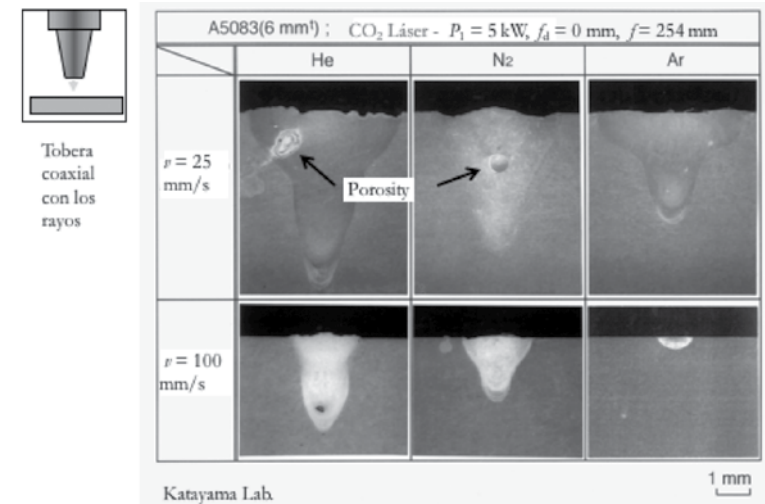 A5083(6 mmᵗ) ; CO₂ Láser - P₁ = 5 kW, f_d = 0 mm, f = 254 mm
He N2 Ar
Tobera
coaxial
con los
rayos
v = 25
mm/s
Porosity
v = 100
mm/s
1 mm
Katayama Lab.